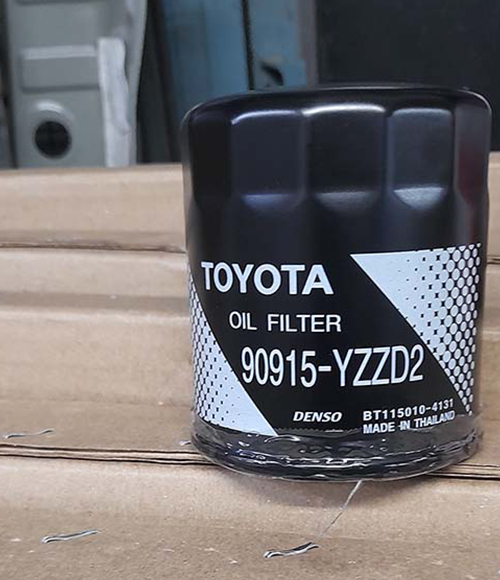 TOYOTA
OIL FILTER
90915-YZZD2
DENSO BT115010-4131
MADE IN THAILAND